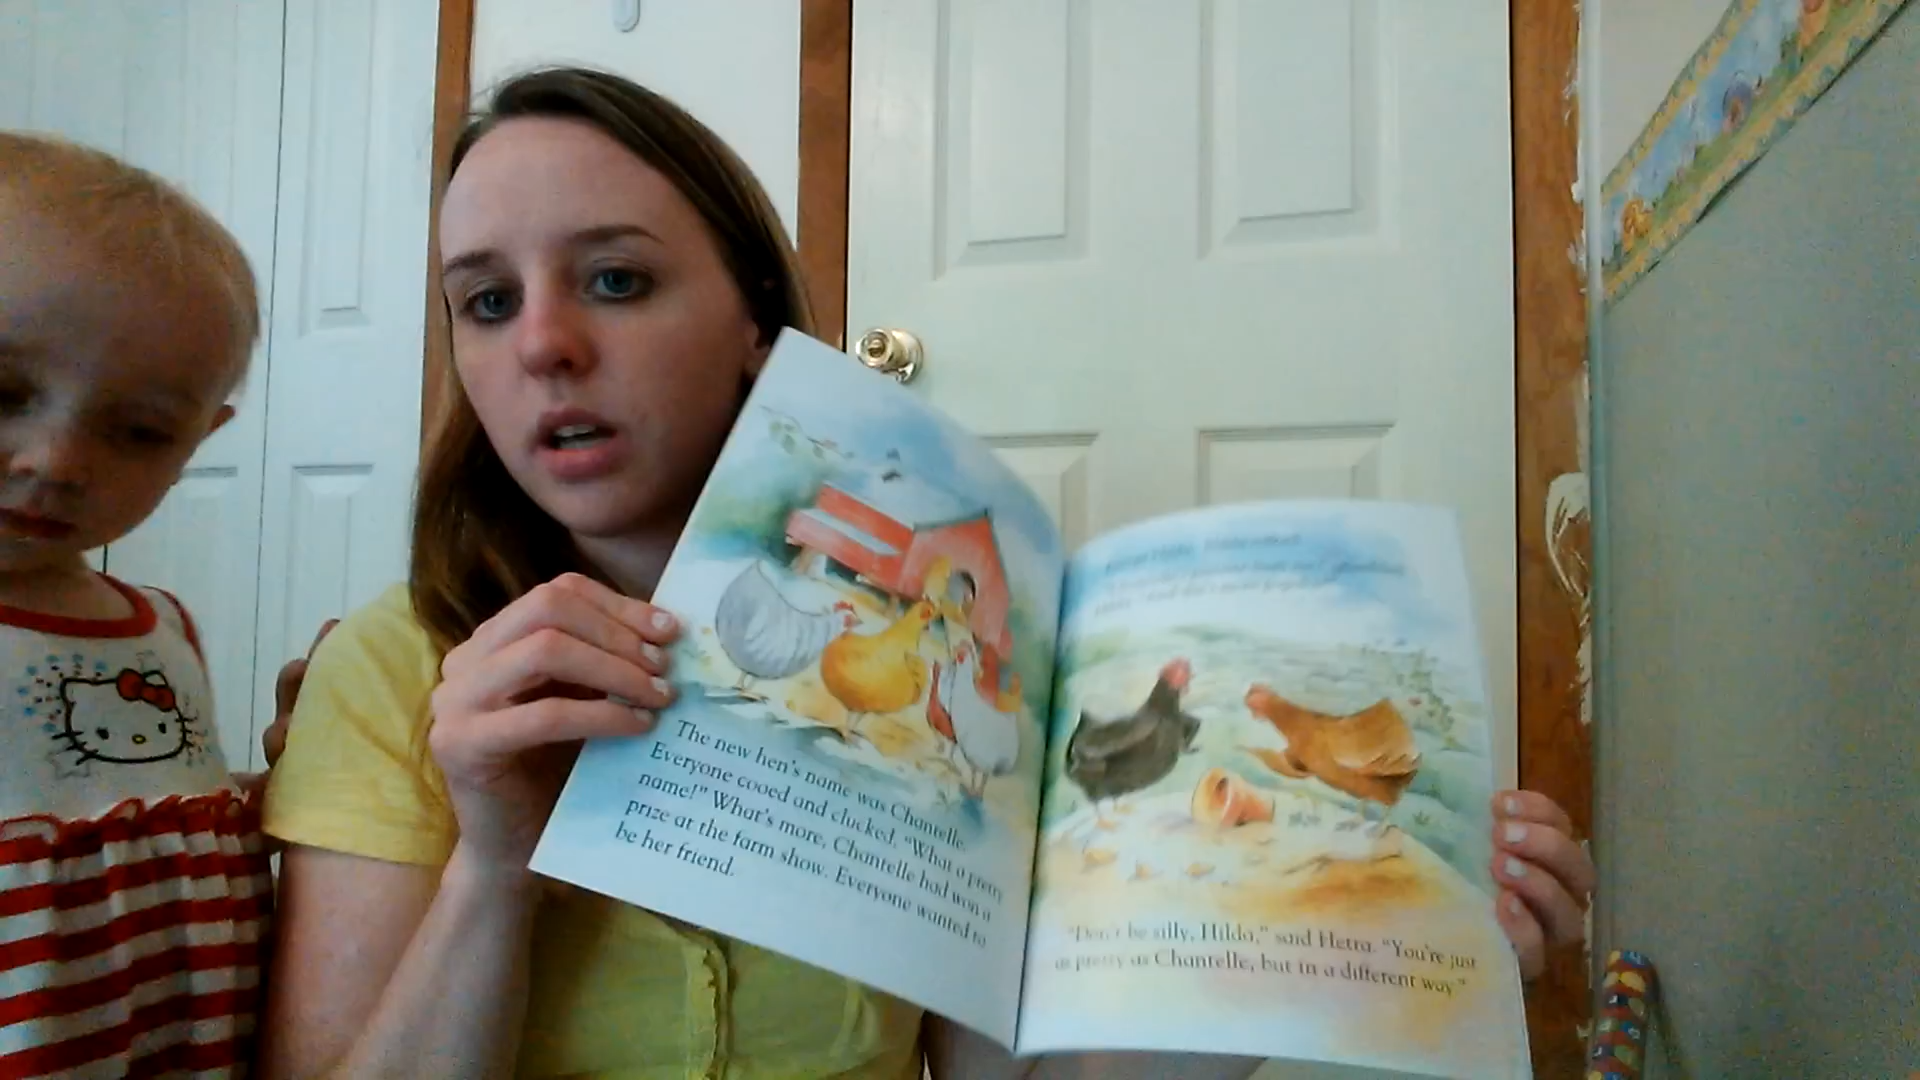 The new hen's name was Chantelle.
Everyone cooed and clucked, "What a pretty
name!" What's more, Chantelle had won a
prize at the farm show. Everyone wanted to
be her friend.
"Don't be silly, Hilda," said Hetra. "You're just
as pretty as Chantelle, but in a different way."